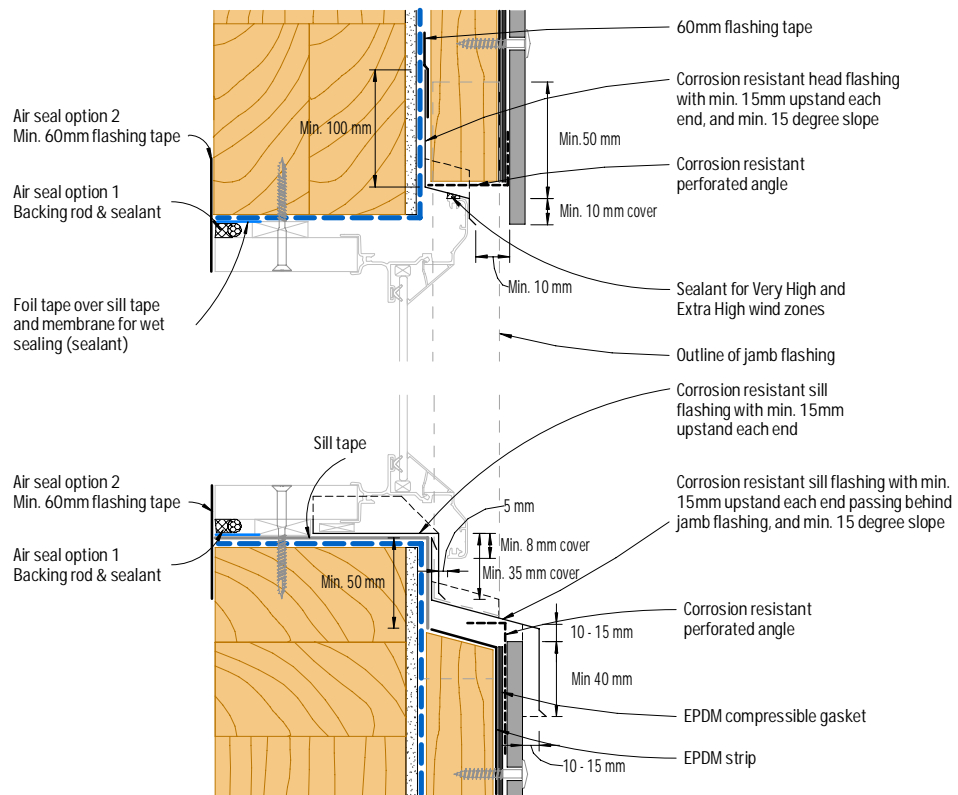 60mm flashing tape
Corrosion resistant head flashing
with min. 15mm upstand each
end, and min. 15 degree slope
Air seal option 2
Min. 60mm flashing tape
Min. 100 mm
Min.50 mm
Corrosion resistant
perforated angle
Air seal option 1
Backing rod & sealant
Min. 10 mm cover
Min. 10 mm
Sealant for Very High and
Extra High wind zones
Foil tape over sill tape
and membrane for wet
sealing (sealant)
Outline of jamb flashing
Corrosion resistant sill
flashing with min. 15mm
upstand each end
Sill tape
Air seal option 2
Min. 60mm flashing tape
Corrosion resistant sill flashing with min.
15mm upstand each end passing behind
jamb flashing, and min. 15 degree slope
5 mm
Min. 8 mm cover
Air seal option 1
Backing rod & sealant
Min. 50 mm
Min. 35 mm cover
Corrosion resistant
perforated angle
10 - 15 mm
Min 40 mm
EPDM compressible gasket
EPDM strip
10 - 15 mm